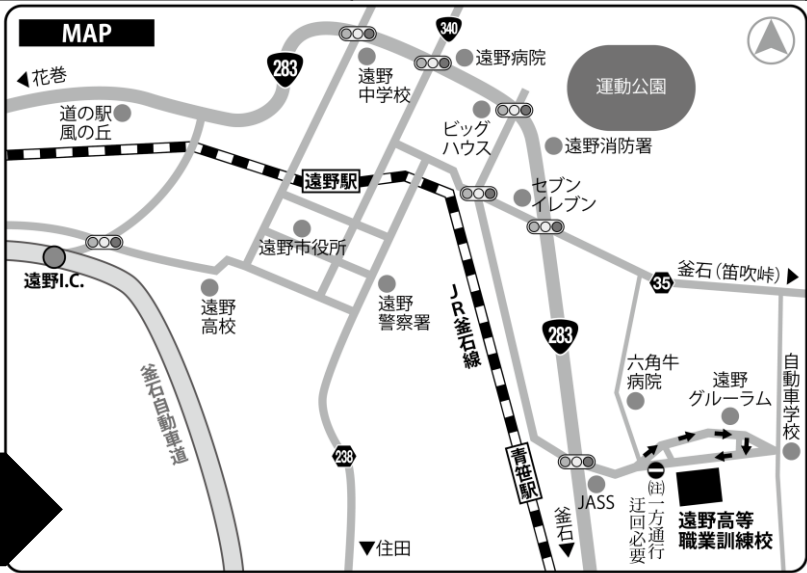 MAP
340
283
花巻
遠野
中学校
遠野病院
運動公園
道の駅
風の丘
ビッグ
ハウス
遠野消防署
遠野駅
セブン
イレブン
遠野市役所
釜石(笛吹峠)
35
遠野I.C.
遠野
高校
遠野
警察署
JR釜石線
283
釜石自動車道
六角牛
病院
遠野
グルーラム
自動車学校
238
青笹駅
JASS
(注)一方通行
迂回必要
遠野高等
職業訓練校
釜石
住田